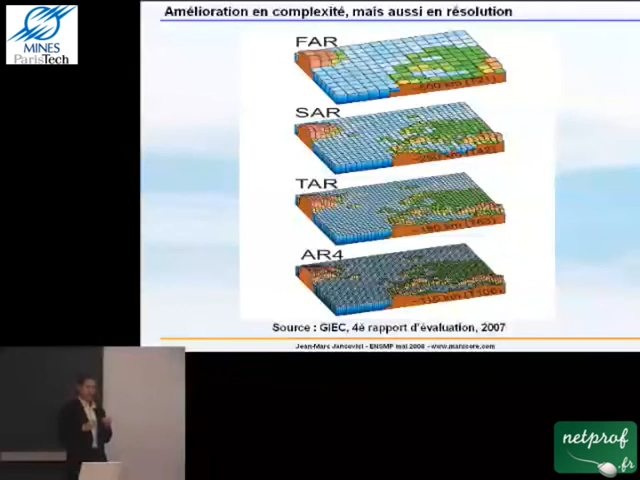 Amélioration en complexité, mais aussi en résolution
MINES
ParisTech
FAR
SAR
TAR
AR4
Source : GIEC, 4è rapport d'évaluation, 2007
Jean-Marc Jancovici - ENSMP mai 2008 - www.manicore.com
netprof
.fr